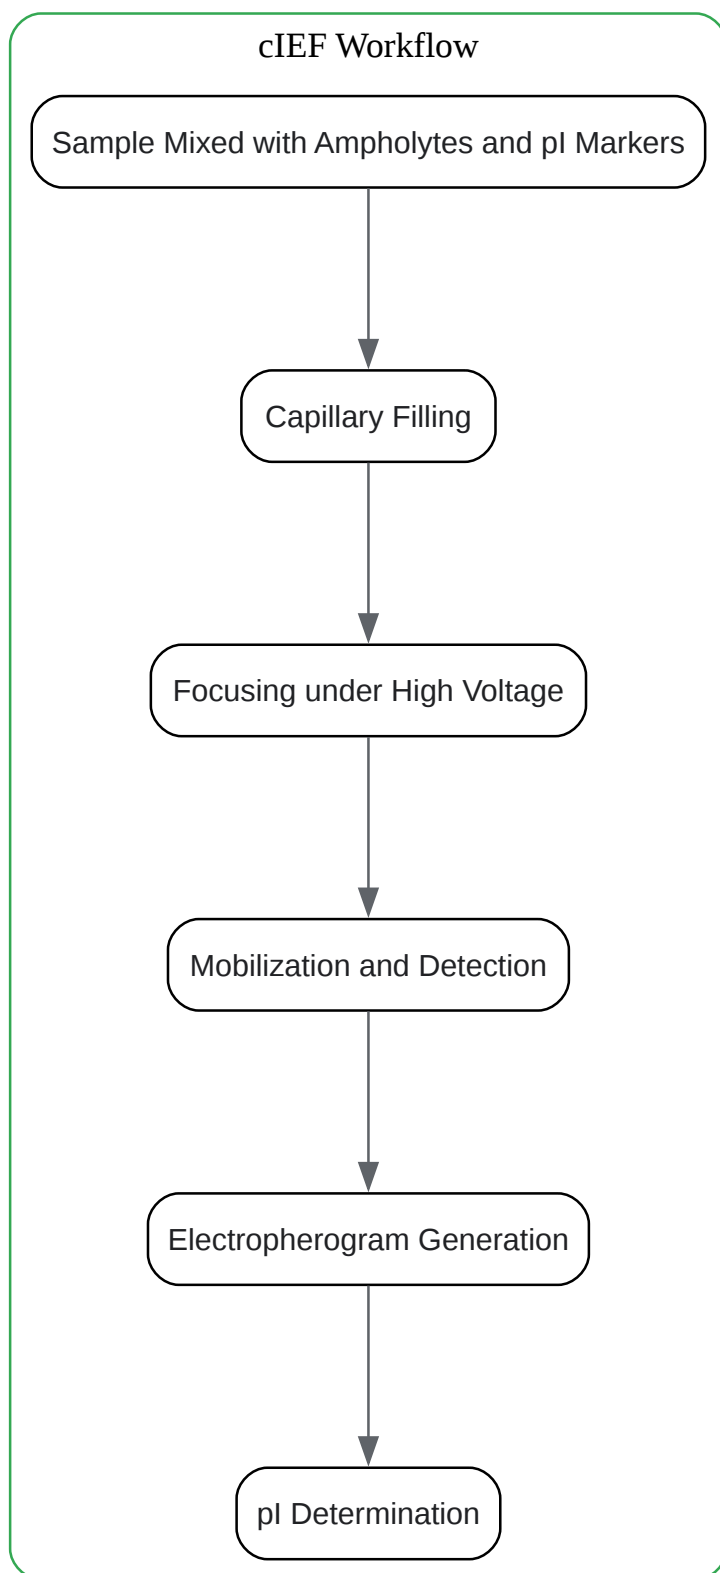 cIEF Workflow
Sample Mixed with Ampholytes and pI Markers
Capillary Filling
Focusing under High Voltage
Mobilization and Detection
Electropherogram Generation
pI Determination